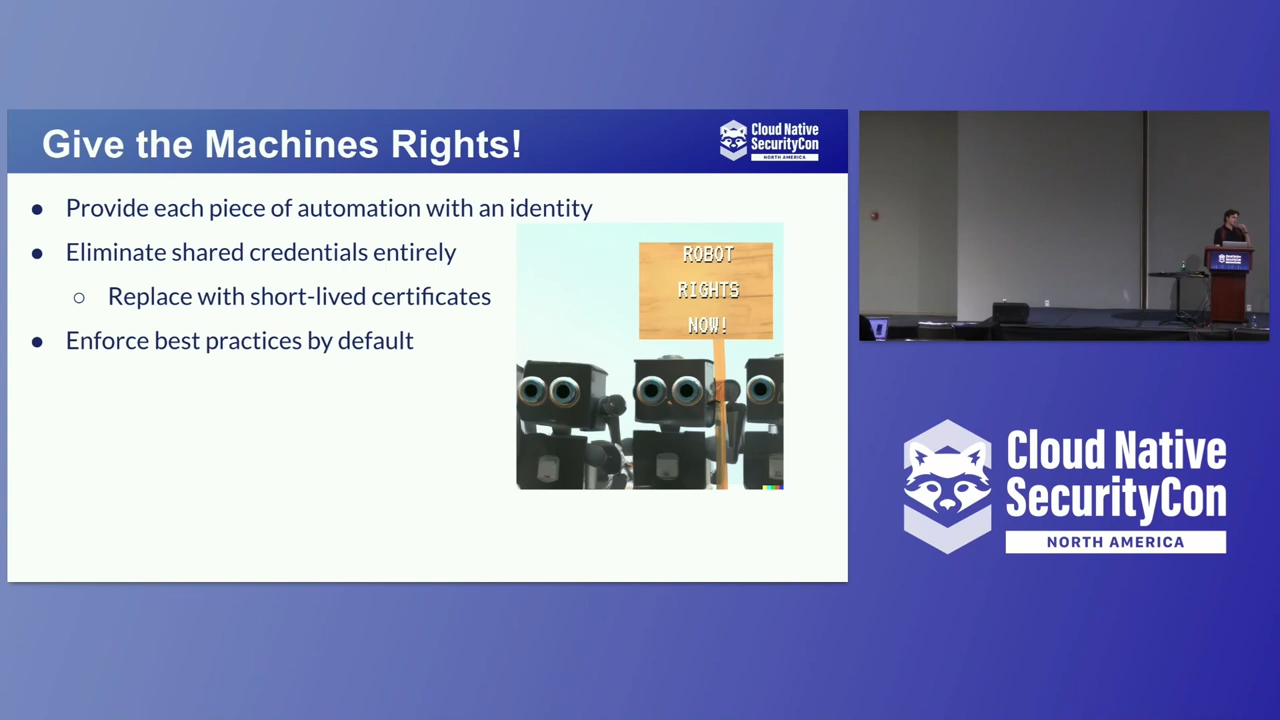 Give the Machines Rights!
Cloud Native
SecurityCon
NORTH AMERICA
● Provide each piece of automation with an identity
● Eliminate shared credentials entirely
○ Replace with short-lived certificates
● Enforce best practices by default
ROBOT
RIGHTS
NOW!
Cloud Native
SecurityCon
NORTH AMERICA